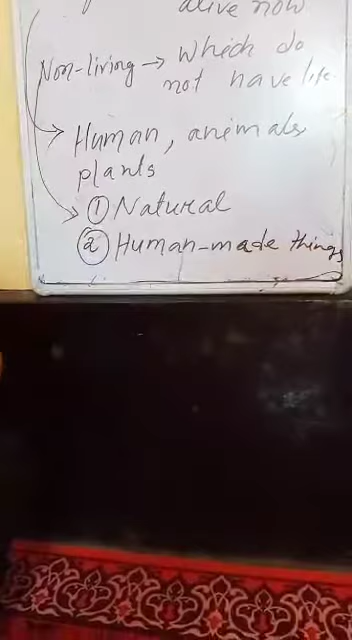 alive now
Non-living → Which do
not have life.
Human, animals,
plants
① Natural
② Human-made things